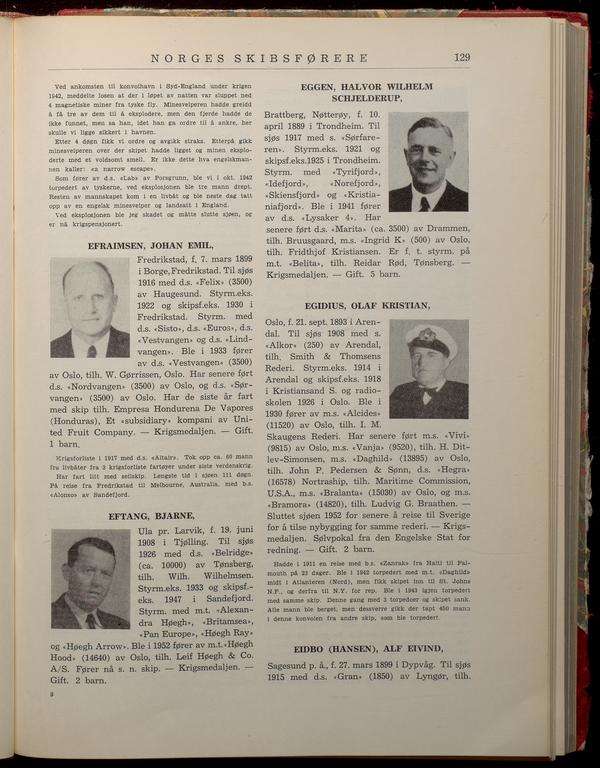 NORGES SKIBSFØRERE 129
Ved ankomsten til konvoihavn i Syd-England under krigen
1942, meddelte losen at der i løpet av natten var sluppet ned
4 magnetiske miner fra tyske fly. Minesveiperen hadde greidd
å få tre av dem til å eksplodere, men den fjerde hadde de
ikke funnet, men sa han, idet han ga ordre til å ankre, her
skulle vi ligge sikkert i havnen.
Etter 4 døgn fikk vi ordre og avgikk straks. Etterpå gikk
minesveiperen over der skipet hadde ligget og minen eksplo-
derte med et voldsomt smell. Er ikke dette hva engelskman-
nen kaller: «a narrow escape».
Som fører av d.s. «Lab» av Porsgrunn, ble vi i okt. 1942
torpedert av tyskerne, ved eksplosjonen ble tre mann drept.
Resten av mannskapet kom i en livbåt og ble neste dag tatt
opp av en engelsk minesveiper og landsatt i England.
Ved eksplosjonen ble jeg skadet og måtte slutte sjøen, og
er nå krigspensjonert.
EFRAIMSEN, JOHAN EMIL,
Fredrikstad, f. 7. mars 1899
i Borge, Fredrikstad. Til sjøs
1916 med d.s. «Felix» (3500)
av Haugesund. Styrm.eks.
1922 og skipsf.eks. 1930 i
Fredrikstad. Styrm. med
d.s. «Sisto», d.s. «Euros», d.s.
«Vestvangen» og d.s. «Lind-
vangen». Ble i 1933 fører
av d.s. «Vestvangen» (3500)
av Oslo, tilh. W. Gørrissen, Oslo. Har senere ført
d.s. «Nordvangen» (3500) av Oslo, og d.s. «Sør-
vangen» (3500) av Oslo. Har de siste år fart
med skip tilh. Empresa Hondurena De Vapores
(Honduras), Et «subsidiary» kompani av Uni-
ted Fruit Company. — Krigsmedaljen. — Gift.
1 barn.
Krigsforliste i 1917 med d.s. «Altair». Tok opp ca. 60 mann
fra livbåter fra 3 krigsforliste fartøyer under siste verdenskrig.
Har fart litt med seilskip. Lengste tid i sjøen 111 døgn.
På reise fra Fredrikstad til Melbourne, Australia, med b.s.
«Alonso» av Sandefjord.
EFTANG, BJARNE,
Ula pr. Larvik, f. 19. juni
1908 i Tjølling. Til sjøs
1926 med d.s. «Belridge»
(ca. 10000) av Tønsberg,
tilh. Wilh. Wilhelmsen.
Styrm.eks. 1933 og skipsf.-
eks. 1947 i Sandefjord.
Styrm. med m.t. «Alexan-
dra Høegh», «Britamsea»,
«Pan Europe», «Høegh Ray»
og «Høegh Arrow». Ble i 1952 fører av m.t. «Høegh
Hood» (14640) av Oslo, tilh. Leif Høegh & Co.
A/S. Fører nå s. n. skip. — Krigsmedaljen. —
Gift. 2 barn.
9
EGGEN, HALVOR WILHELM
SCHJELDERUP,
Brattberg, Nøtterøy, f. 10.
april 1889 i Trondheim. Til
sjøs 1917 med s. «Sørfare-
ren». Styrm.eks. 1921 og
skipsf.eks.1925 i Trondheim.
Styrm. med «Tyrifjord»,
«Idefjord», «Norefjord»,
«Skiensfjord» og «Kristia-
niafjord». Ble i 1941 fører
av d.s. «Lysaker 4». Har
senere ført d.s. «Marita» (ca. 3500) av Drammen,
tilh. Bruusgaard, m.s. «Ingrid K» (500) av Oslo,
tilh. Fridthjof Kristiansen. Er f. t. styrm. på
m.t. «Belita», tilh. Reidar Rød, Tønsberg. —
Krigsmedaljen. — Gift. 5 barn.
EGIDIUS, OLAF KRISTIAN,
Oslo, f. 21. sept. 1893 i Aren-
dal. Til sjøs 1908 med s.
«Alkor» (250) av Arendal,
tilh. Smith & Thomsens
Rederi. Styrm.eks. 1914 i
Arendal og skipsf.eks. 1918
i Kristiansand S. og radio-
skolen 1926 i Oslo. Ble i
1930 fører av m.s. «Alcides»
(11520) av Oslo, tilh. I. M.
Skaugens Rederi. Har senere ført m.s. «Vivi»
(9815) av Oslo, m.s. «Vanja» (9520), tilh. H. Dit-
lev-Simonsen, m.s. «Daghild» (13895) av Oslo,
tilh. John P. Pedersen & Sønn, d.s. «Hegra»
(16578) Nortraship, tilh. Maritime Commission,
U.S.A., m.s. «Bralanta» (15030) av Oslo, og m.s.
«Bramora» (14820), tilh. Ludvig G. Braathen. —
Sluttet sjøen 1952 for senere å reise til Sverige
for å tilse nybygging for samme rederi. — Krigs-
medaljen. Sølvpokal fra den Engelske Stat for
redning. — Gift. 2 barn.
Hadde i 1911 en reise med b.s. «Zanrak» fra Haiti til Fal-
mouth på 23 dager. Ble i 1942 torpedert med m.t. «Daghild»
midt i Atlanteren (Nord), men fikk skipet inn til St. Johns
N.F., og derfra til N.Y. for rep. Ble i 1943 igjen torpedert
med samme skip. Denne gang med 3 torpedoer og skipet sank.
Alle mann ble berget, men dessverre gikk der tapt 450 mann
i denne konvolen fra andre skip, som ble torpedert.
EIDBO (HANSEN), ALF EIVIND,
Sagesund p. å., f. 27. mars 1899 i Dypvåg. Til sjøs
1915 med d.s. «Gran» (1850) av Lyngør, tilh.